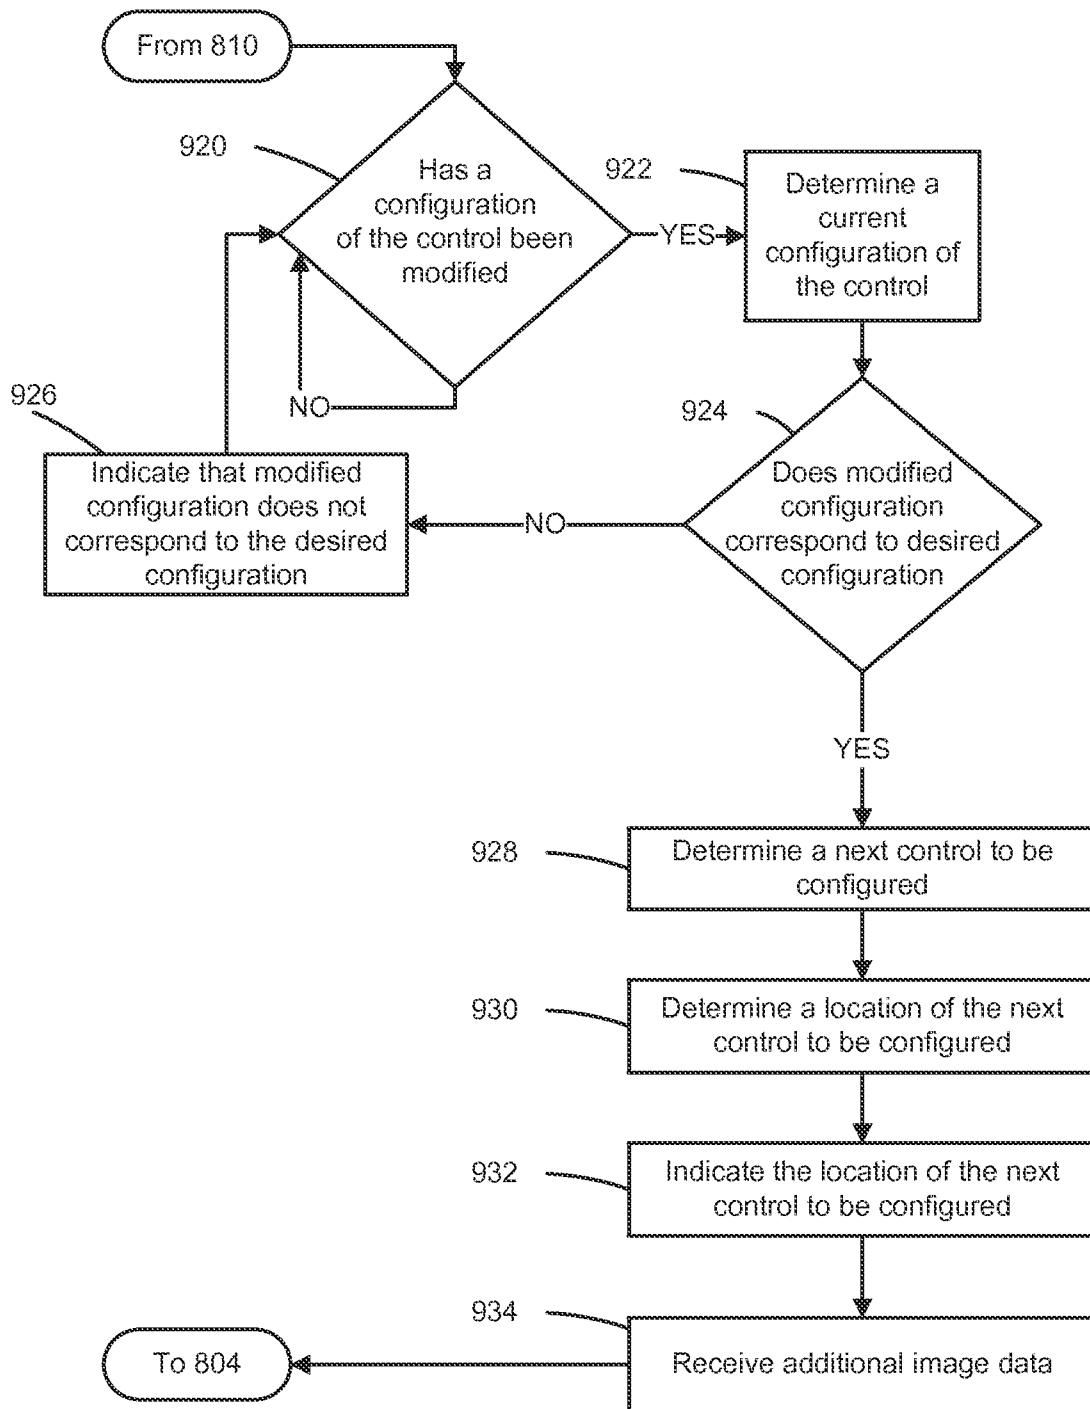 From 810
920
Has a
configuration
of the control been
modified
YES
922
Determine a
current
configuration of
the control
NO
924
Does modified
configuration
correspond to desired
configuration
NO
926
Indicate that modified
configuration does not
correspond to the desired
configuration
YES
928
Determine a next control to be
configured
930
Determine a location of the next
control to be configured
932
Indicate the location of the next
control to be configured
934
Receive additional image data
To 804